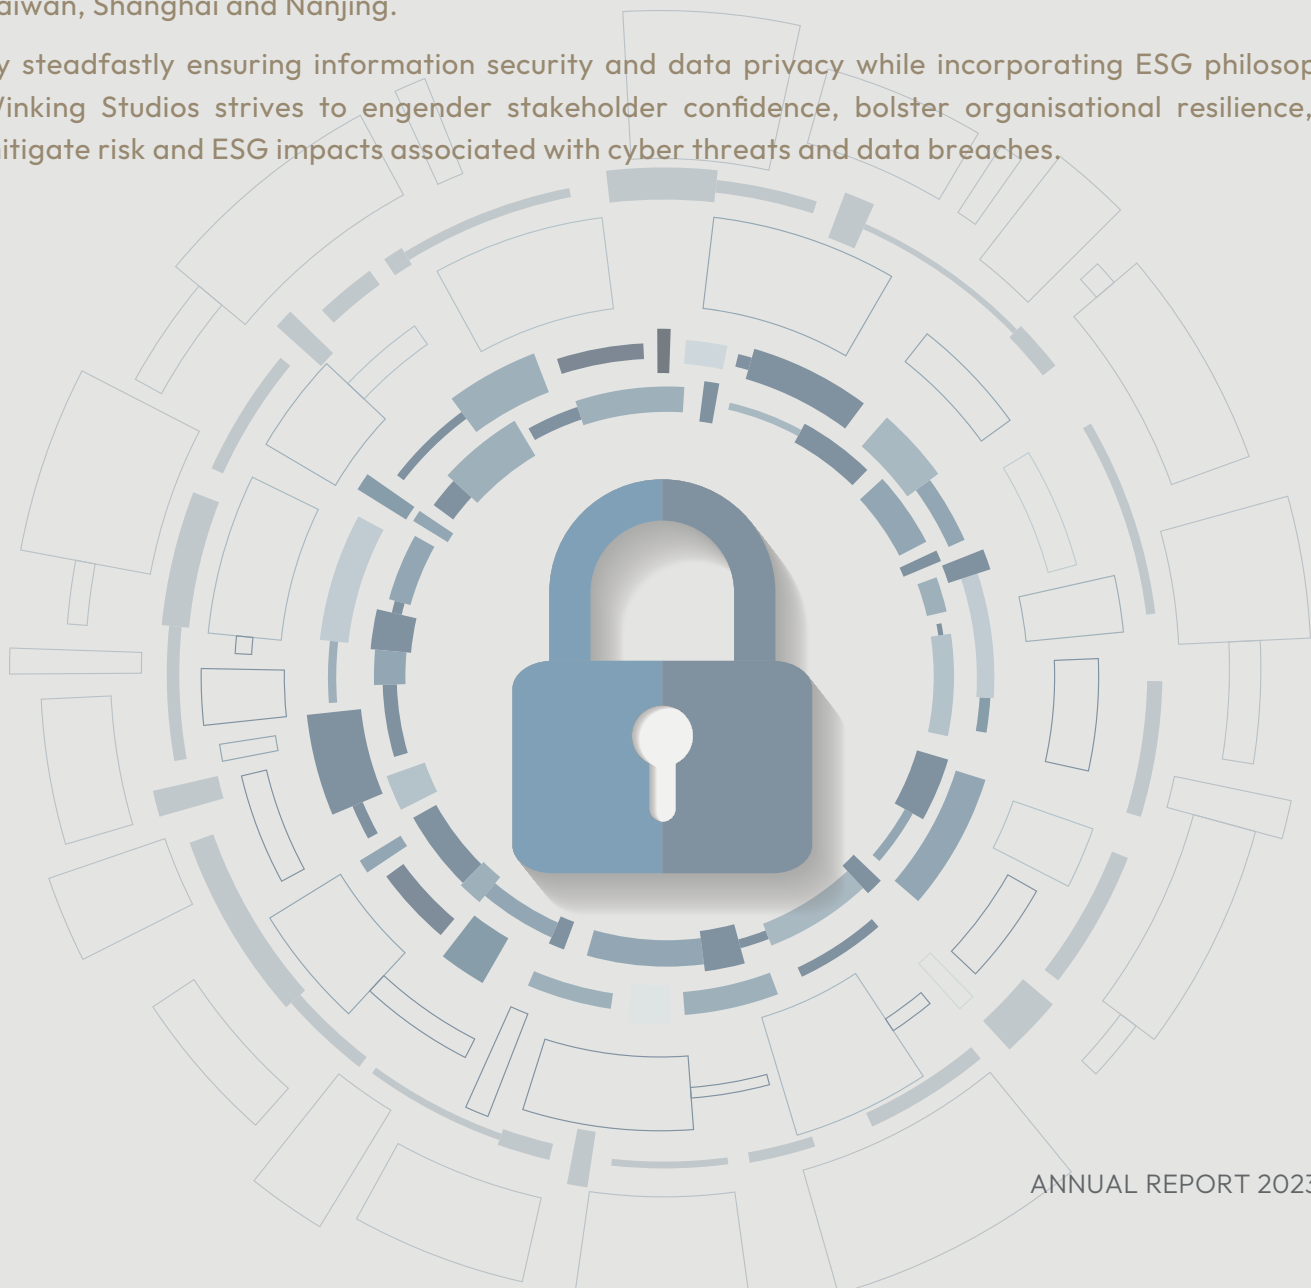 aiwan, Shanghai and Nanjing.
y steadfastly ensuring information security and data privacy while incorporating ESG philosop
Vinking Studios strives to engender stakeholder confidence, bolster organisational resilience,
itigate risk and ESG impacts associated with cyber threats and data breaches.
ANNUAL REPORT 2023